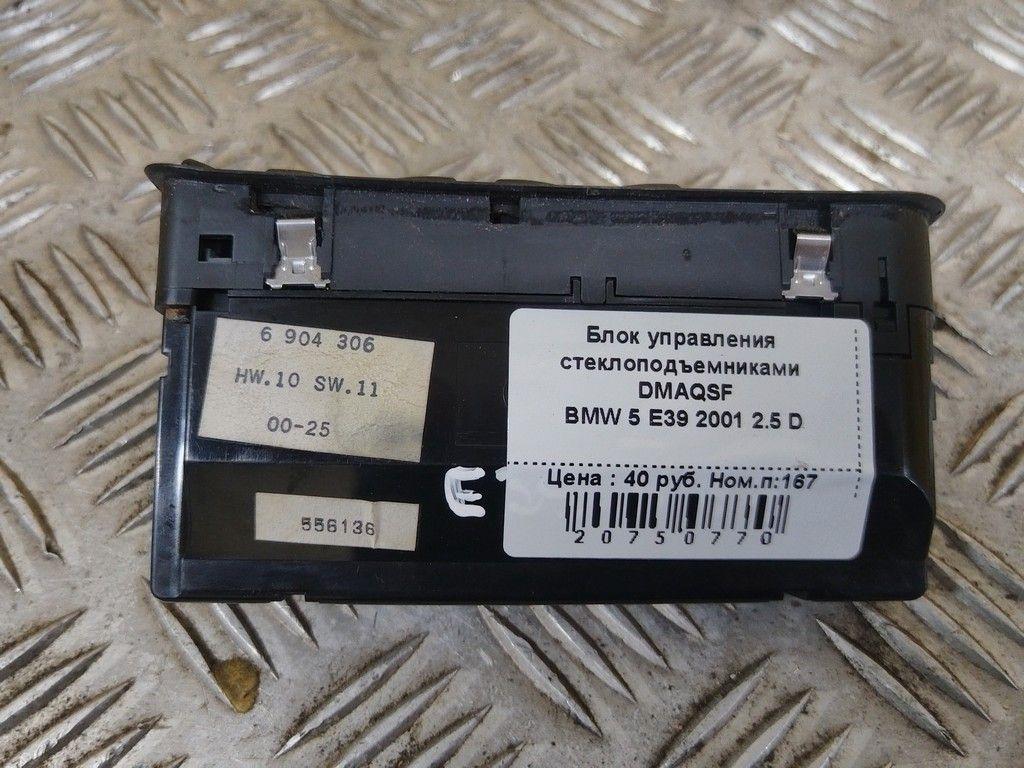 6 904 306
HW.10 SW.11
00-25
556136
Блок управления
стеклоподъемниками
DMAQSF
BMW 5 E39 2001 2.5 D
Цена : 40 руб. Ном.п:167
20750770